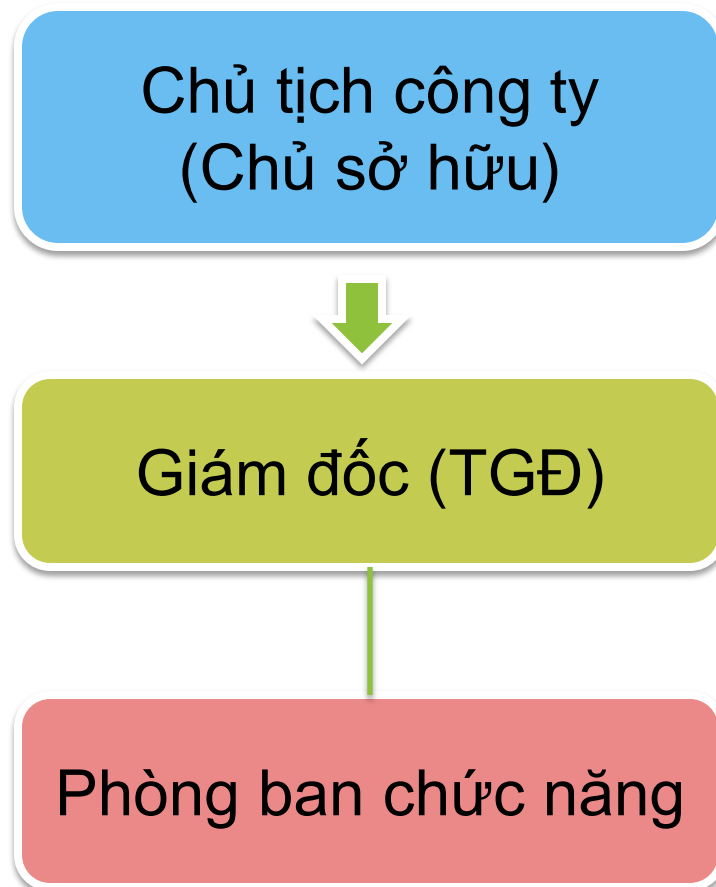 Chủ tịch công ty
(Chủ sở hữu)
Giám đốc (TGĐ)
Phòng ban chức năng